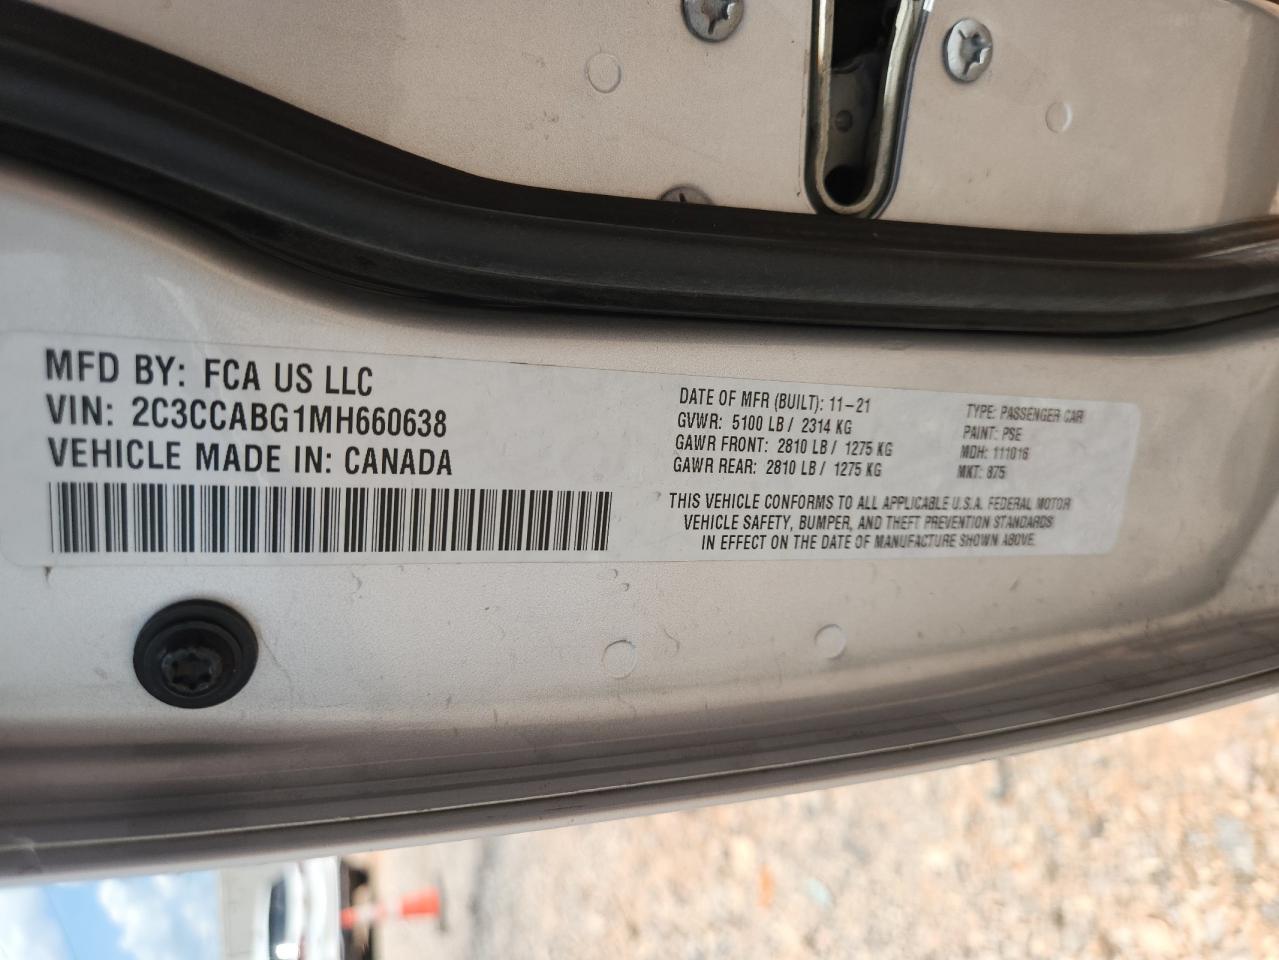 MFD BY: FCA US LLC
VIN: 2C3CCABG1MH660638
VEHICLE MADE IN: CANADA
DATE OF MFR (BUILT): 11-21
GVWR: 5100 LB / 2314 KG
GAWR FRONT: 2810 LB / 1275 KG
GAWR REAR: 2810 LB / 1275 KG
TYPE: PASSENGER CAR
PAINT: PSE
MDH: 111016
MKT: 875
THIS VEHICLE CONFORMS TO ALL APPLICABLE U.S.A. FEDERAL MOTOR
VEHICLE SAFETY, BUMPER, AND THEFT PREVENTION STANDARDS
IN EFFECT ON THE DATE OF MANUFACTURE SHOWN ABOVE.